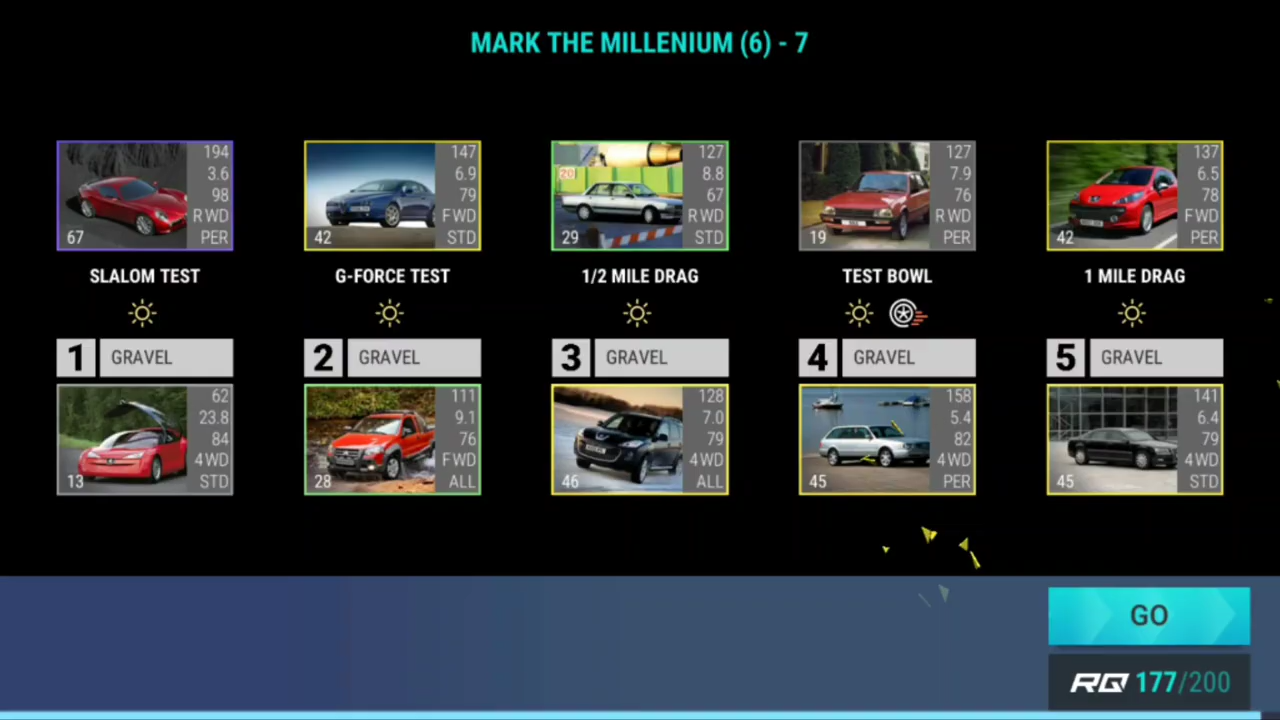 MARK THE MILLENIUM (6) - 7
194
3.6
98
RWD
67 PER
147
6.9
79
FWD
42 STD
127
8.8
67
RWD
29 STD
127
7.9
76
RWD
19 PER
137
6.5
78
FWD
42 PER
SLALOM TEST
G-FORCE TEST
1/2 MILE DRAG
TEST BOWL
1 MILE DRAG
1 GRAVEL
2 GRAVEL
3 GRAVEL
4 GRAVEL
5 GRAVEL
62
23.8
84
4WD
13 STD
111
9.1
76
FWD
28 ALL
128
7.0
79
4WD
46 ALL
158
5.4
82
4WD
45 PER
141
6.4
79
4WD
45 STD
GO
RQ 177/200